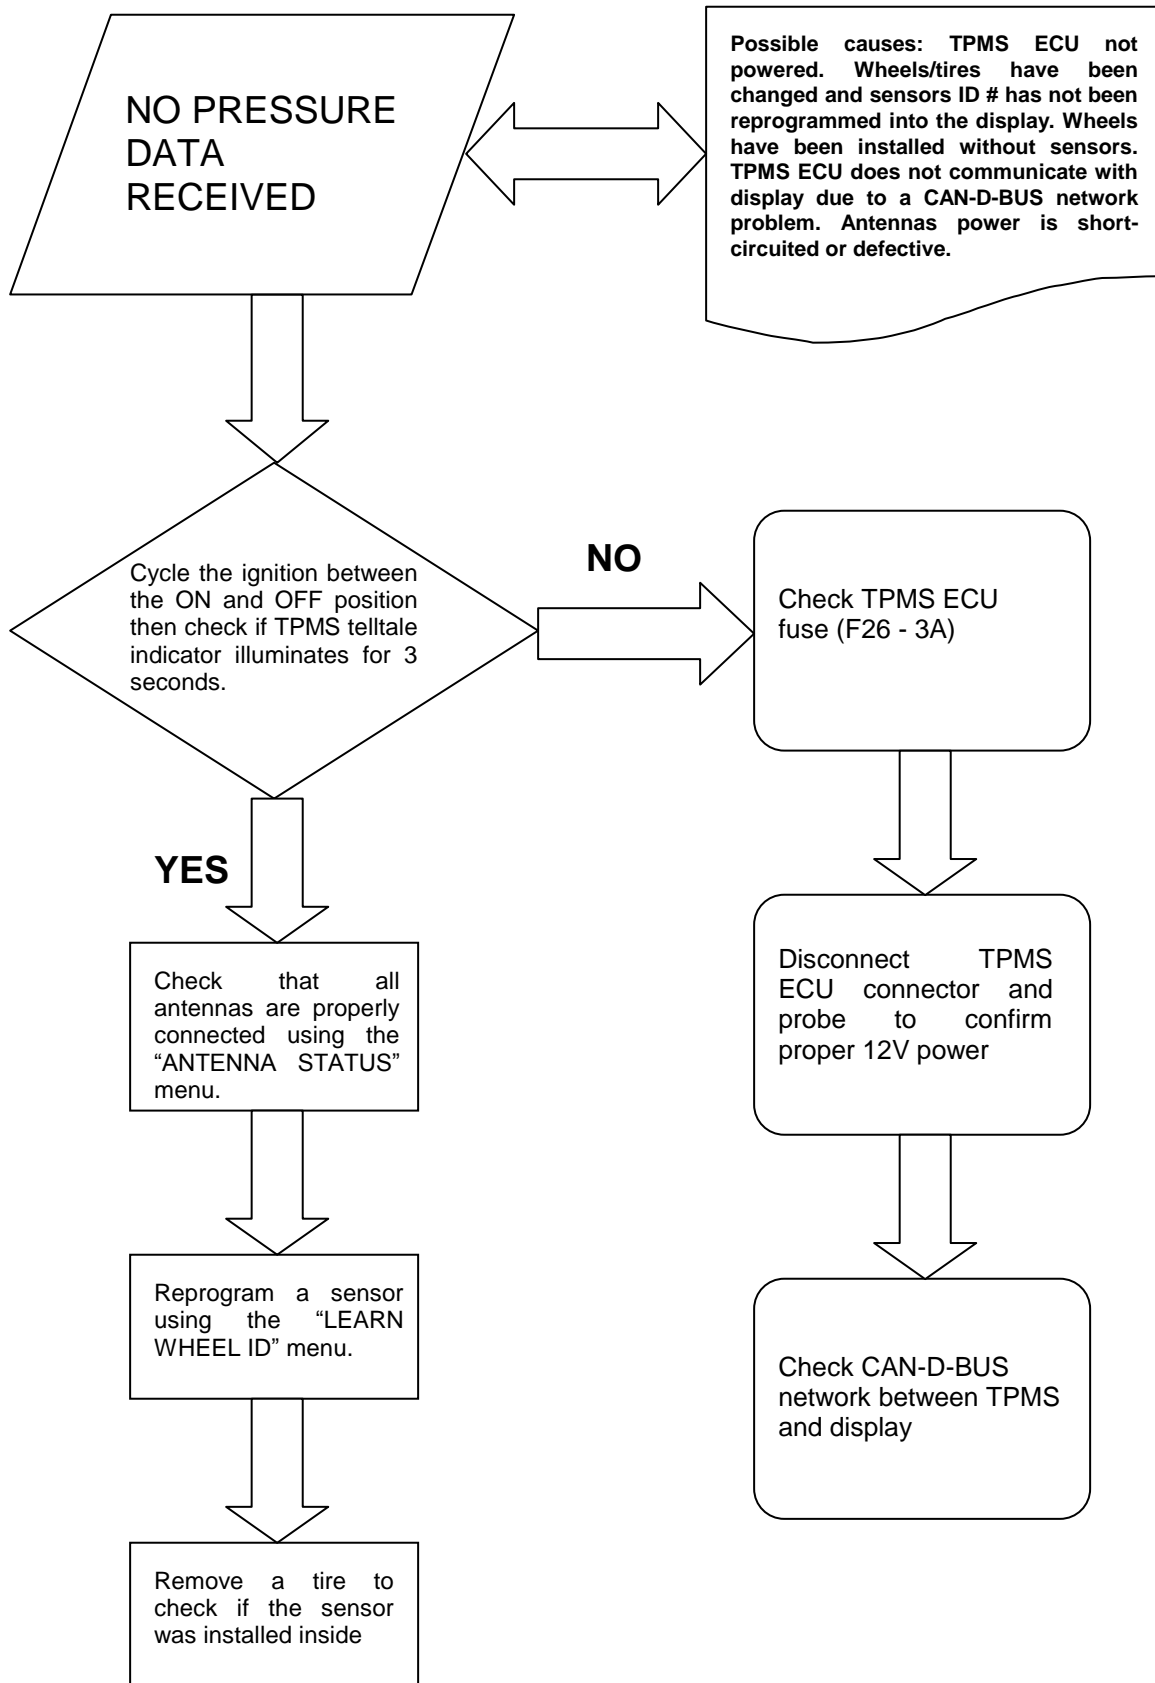 NO PRESSURE
DATA
RECEIVED
Possible causes: TPMS ECU not
powered. Wheels/tires have been
changed and sensors ID # has not been
reprogrammed into the display. Wheels
have been installed without sensors.
TPMS ECU does not communicate with
display due to a CAN-D-BUS network
problem. Antennas power is short-
circuited or defective.
Cycle the ignition between
the ON and OFF position
then check if TPMS telltale
indicator illuminates for 3
seconds.
NO
Check TPMS ECU
fuse (F26 - 3A)
YES
Check that all
antennas are properly
connected using the
“ANTENNA STATUS”
menu.
Disconnect TPMS
ECU connector and
probe to confirm
proper 12V power
Reprogram a sensor
using the “LEARN
WHEEL ID” menu.
Check CAN-D-BUS
network between TPMS
and display
Remove a tire to
check if the sensor
was installed inside